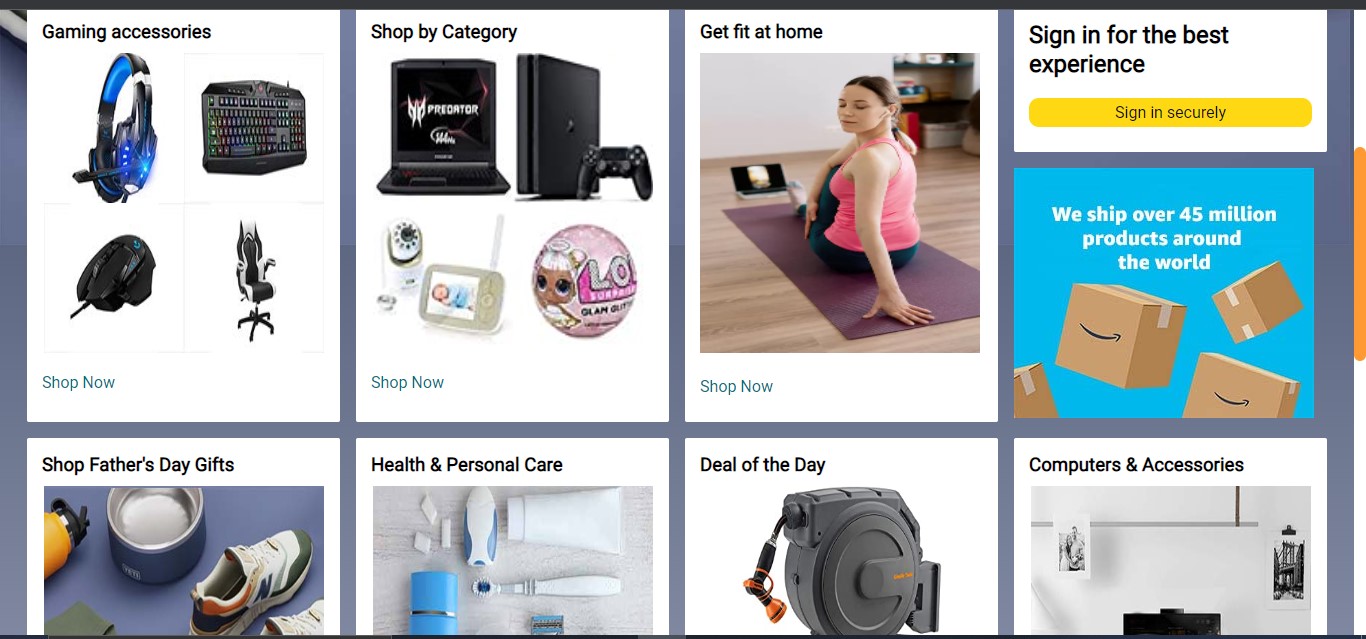 Gaming accessories
Shop by Category
Get fit at home
Sign in for the best
experience
Sign in securely
PREDATOR
144Hz
L.O.L
SURPRISE
GLAM GLITTER
We ship over 45 million
products around
the world
Shop Now
Shop Now
Shop Now
Shop Father's Day Gifts
Health & Personal Care
Deal of the Day
Computers & Accessories
YETI